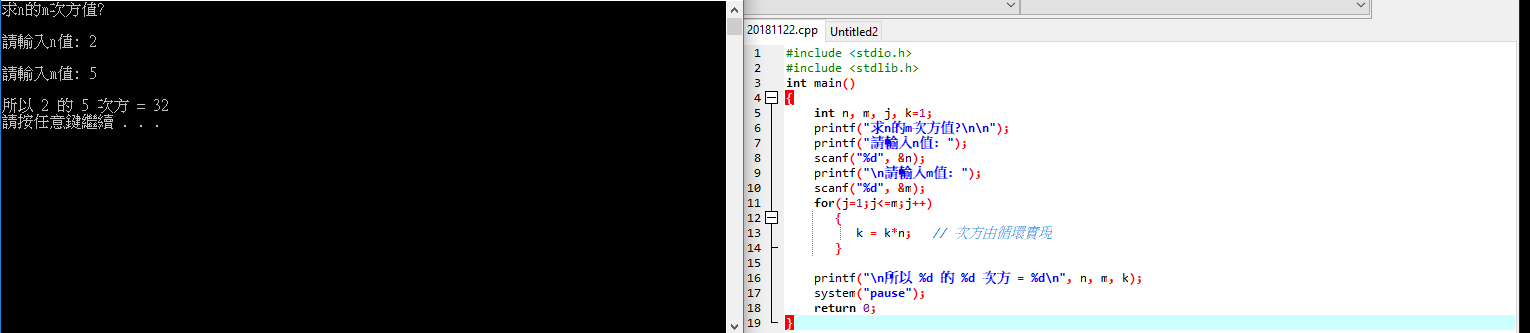 求n的m次方值?
請輸入n值: 2
請輸入m值: 5
所以 2 的 5 次方 = 32
請按任意鍵繼續 . . .
20181122.cpp Untitled2
1 #include <stdio.h>
2 #include <stdlib.h>
3 int main()
4 {
5 int n, m, j, k=1;
6 printf("求n的m次方值?\n\n");
7 printf("請輸入n值: ");
8 scanf("%d", &n);
9 printf("\n請輸入m值: ");
10 scanf("%d", &m);
11 for(j=1;j<=m;j++)
12 {
13 k = k*n; // 次方由循環實現
14 }
15
16 printf("\n所以 %d 的 %d 次方 = %d\n", n, m, k);
17 system("pause");
18 return 0;
19 }